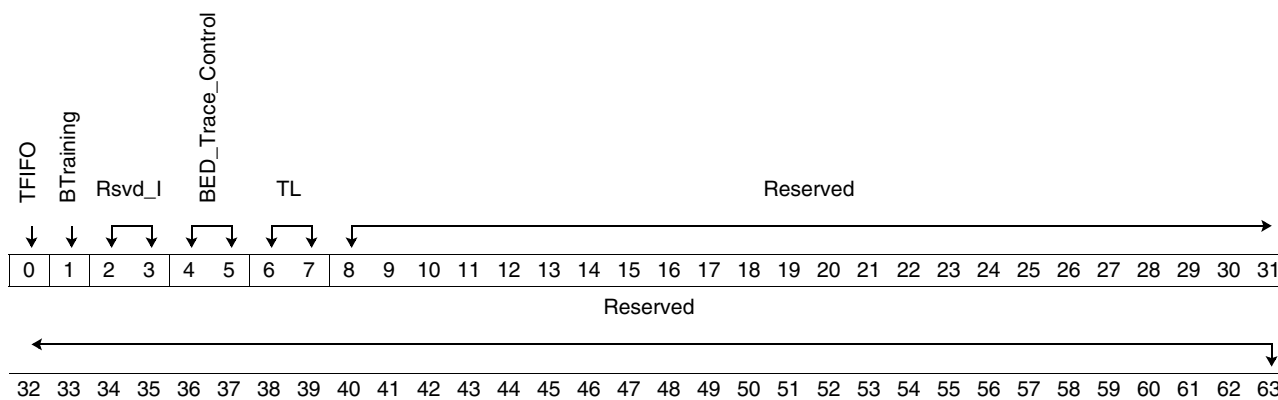 TFIFO
BTraining
Rsvd_I
BED_Trace_Control
TL
Reserved
0 1 2 3 4 5 6 7 8 9 10 11 12 13 14 15 16 17 18 19 20 21 22 23 24 25 26 27 28 29 30 31
Reserved
32 33 34 35 36 37 38 39 40 41 42 43 44 45 46 47 48 49 50 51 52 53 54 55 56 57 58 59 60 61 62 63